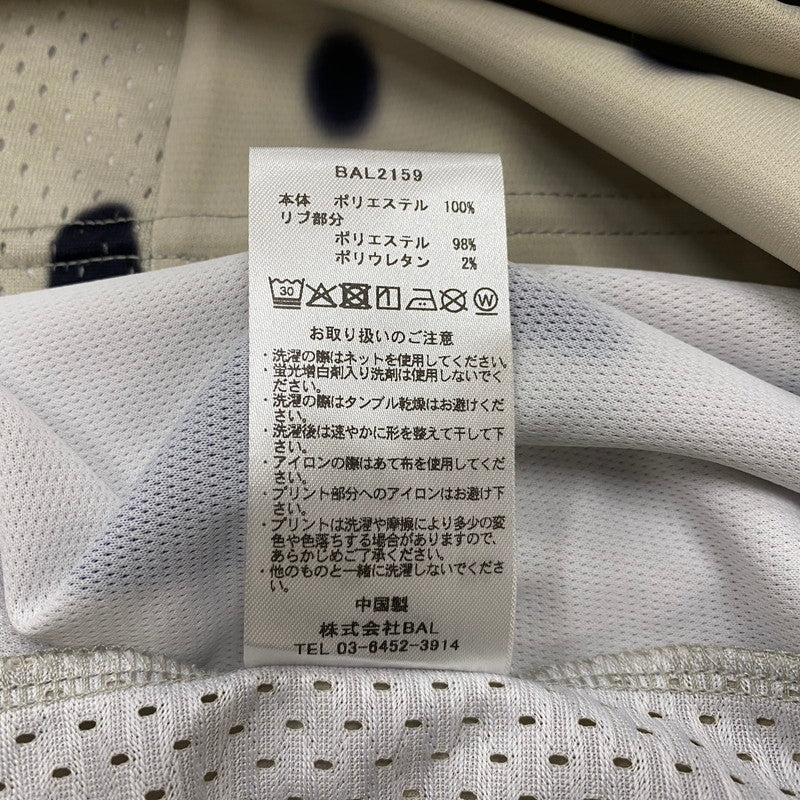 BAL2159
本体 ポリエステル 100%
リブ部分
ポリエステル 98%
ポリウレタン 2%
30 W
お取り扱いのご注意
・洗濯の際はネットを使用してください。
・蛍光増白剤入り洗剤は使用しないでく
ださい。
・洗濯の際はタンブル乾燥はお避けくだ
さい。
・洗濯後は速やかに形を整えて干して下
さい。
・アイロンの際はあて布を使用してくだ
さい。
・プリント部分へのアイロンはお避け下
さい。
・プリントは洗濯や摩擦により多少の変
色や色落ちする場合がありますので、
あらかじめご了承ください。
・他のものと一緒に洗濯しないでくださ
い。
中国製
株式会社BAL
TEL 03-6452-3914